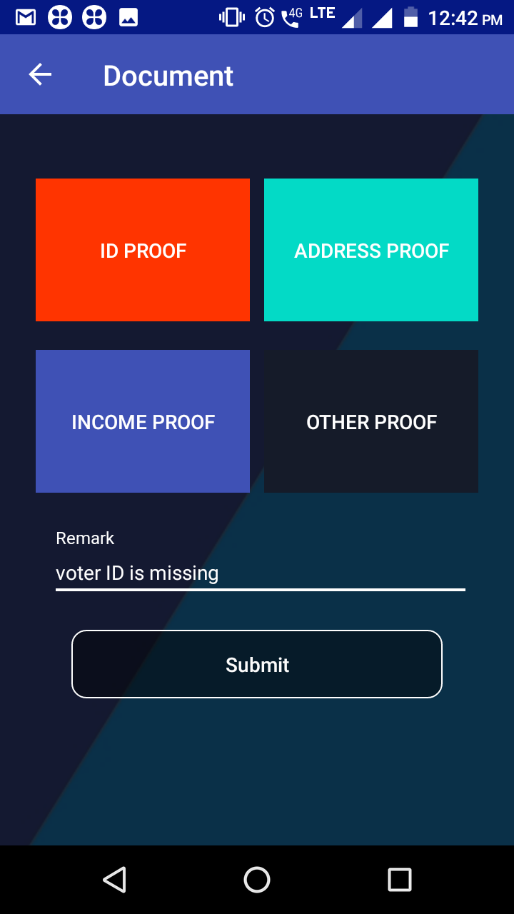 4G LTE 12:42 PM
Document
ID PROOF ADDRESS PROOF
INCOME PROOF OTHER PROOF
Remark
voter ID is missing
Submit